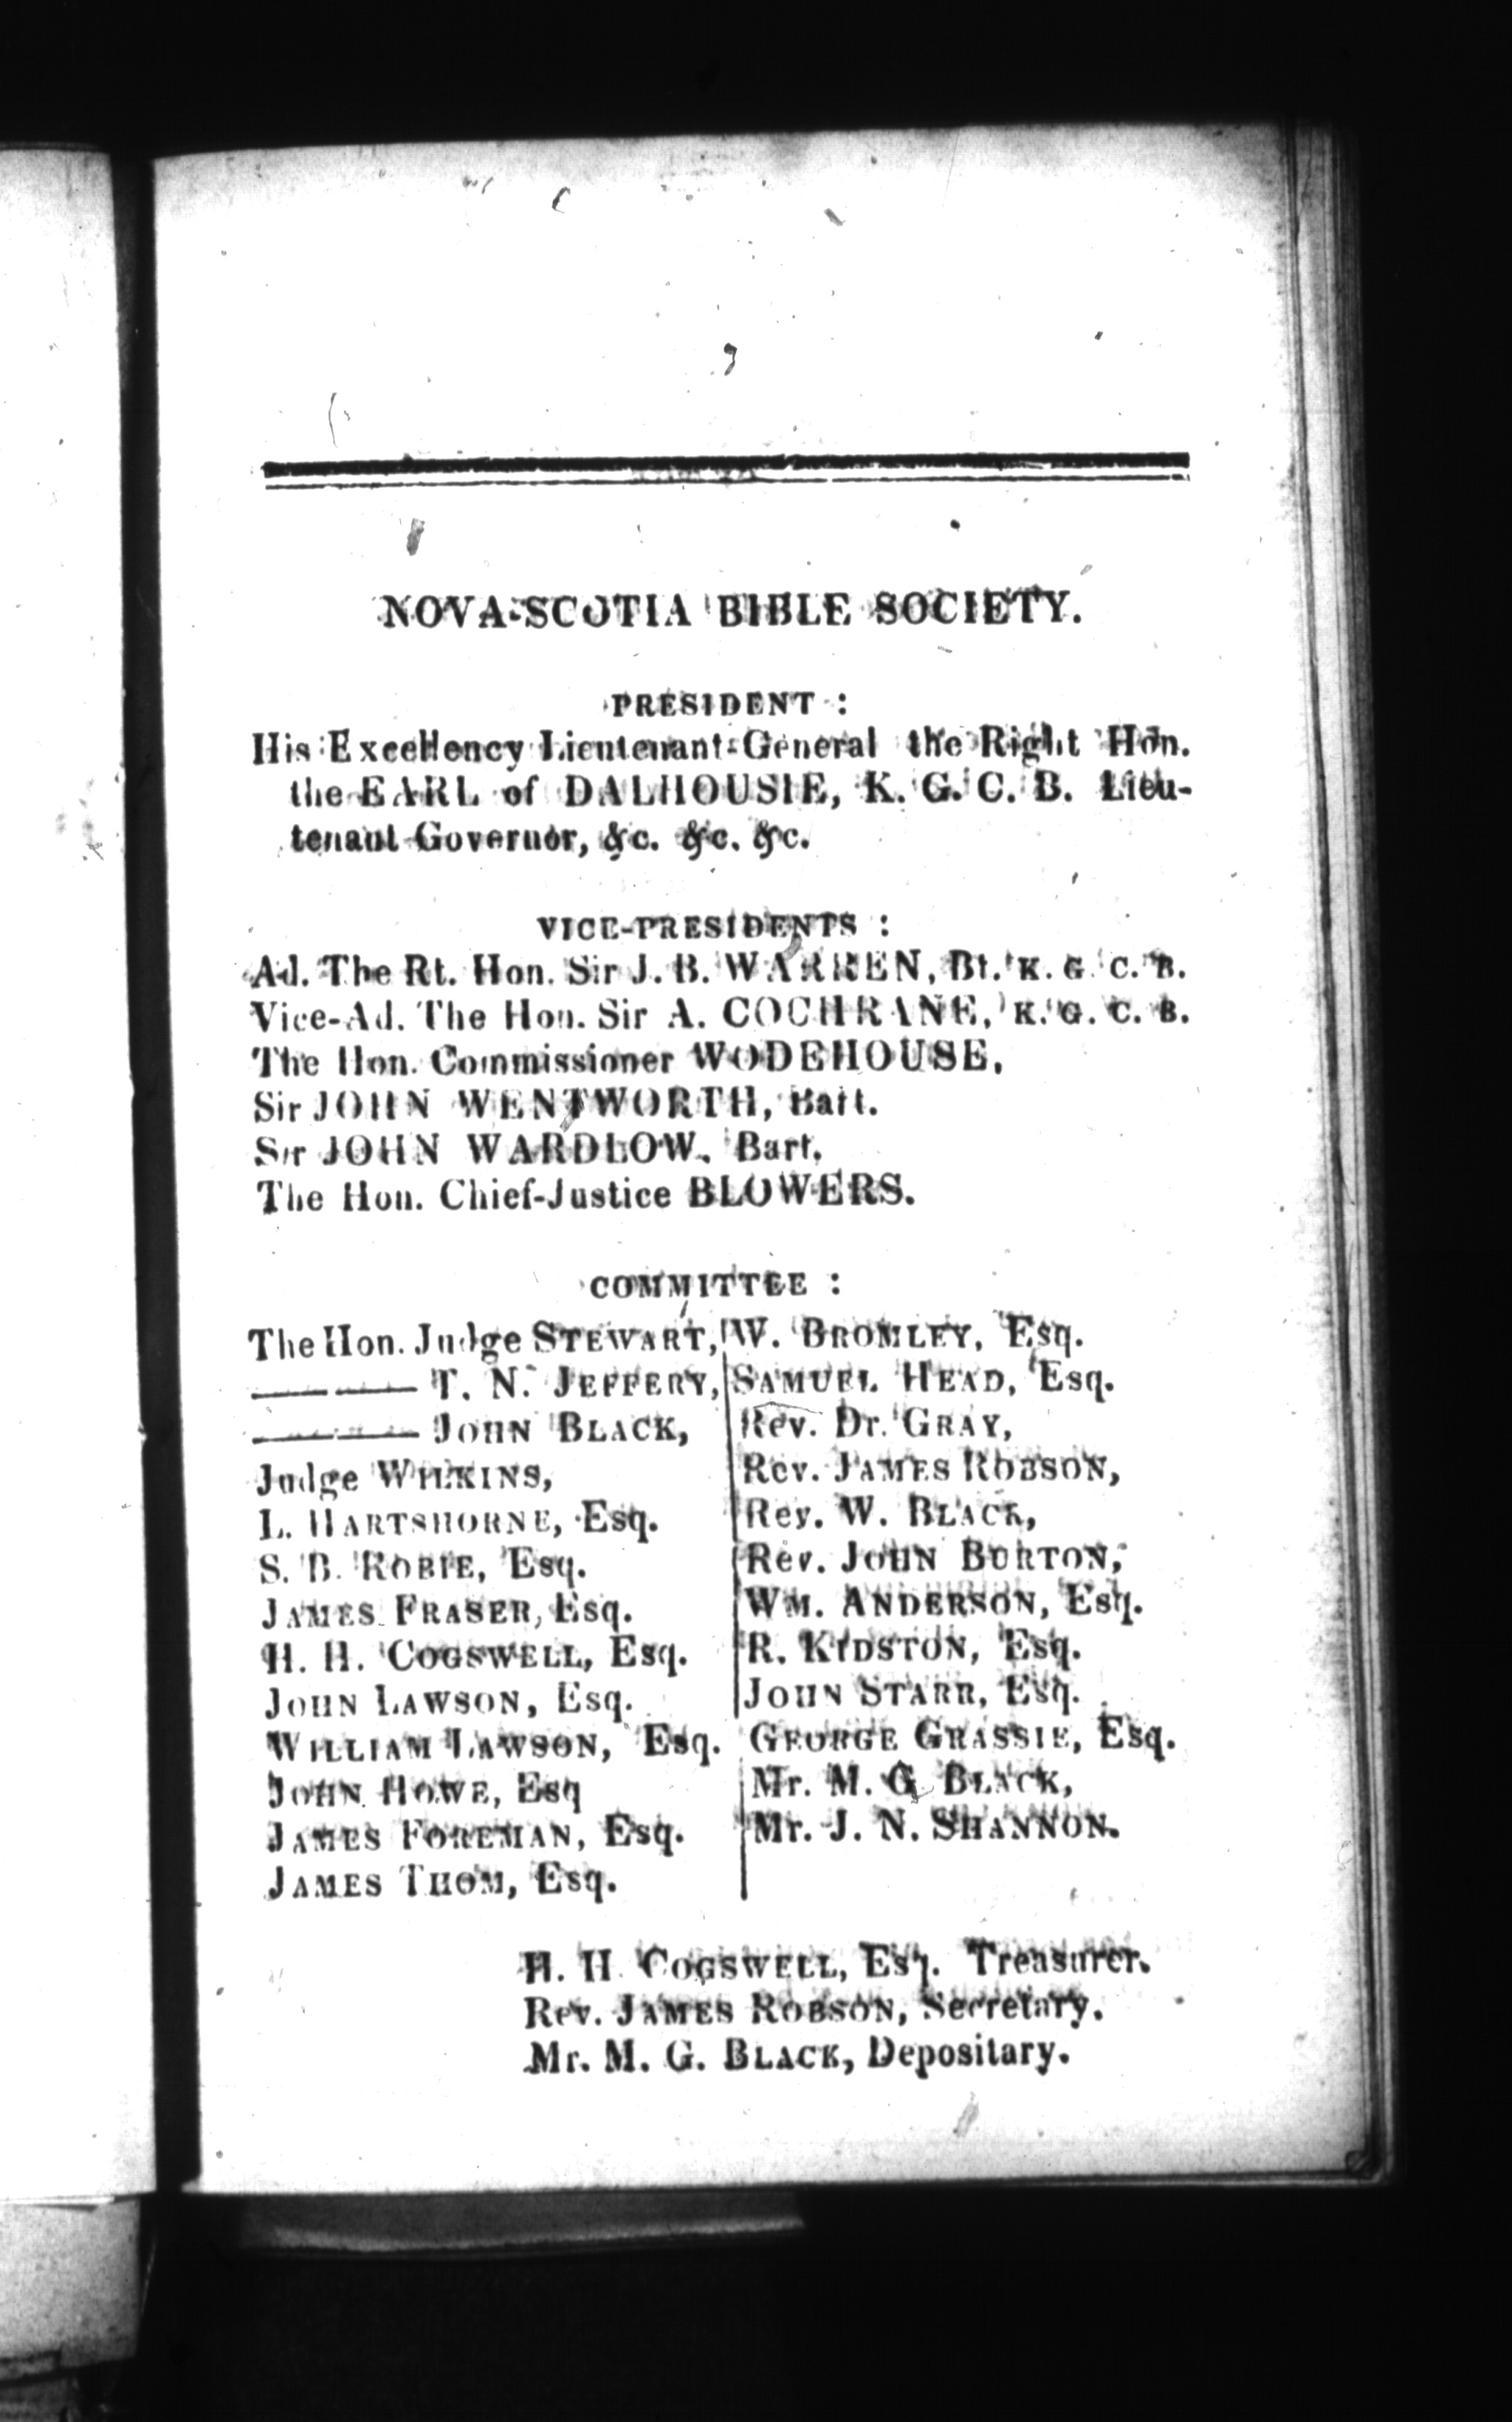 NOVA-SCOTIA BIBLE SOCIETY.
PRESIDENT :
His Excellency Lieutenant-General the Right Hon.
the EARL of DALHOUSIE, K. G. C. B. Lieu-
tenant Governor, &c. &c. &c.
VICE-PRESIDENTS :
Ad. The Rt. Hon. Sir J. B. WARREN, Bt. K. G. C. B.
Vice-Ad. The Hon. Sir A. COCHRANE, K. G. C. B.
The Hon. Commissioner WODEHOUSE,
Sir JOHN WENTWORTH, Bart.
Sir JOHN WARDLOW, Bart.
The Hon. Chief-Justice BLOWERS.
COMMITTEE :
The Hon. Judge STEWART,
——— T. N. JEFFERY,
——— JOHN BLACK,
Judge WILKINS,
L. HARTSHORNE, Esq.
S. B. ROBIE, Esq.
JAMES FRASER, Esq.
H. H. COGSWELL, Esq.
JOHN LAWSON, Esq.
WILLIAM LAWSON, Esq.
JOHN HOWE, Esq
JAMES FOREMAN, Esq.
JAMES THOM, Esq.
W. BROMLEY, Esq.
SAMUEL HEAD, Esq.
Rev. Dr. GRAY,
Rev. JAMES ROBSON,
Rev. W. BLACK,
Rev. JOHN BURTON,
WM. ANDERSON, Esq.
R. KIDSTON, Esq.
JOHN STARR, Esq.
GEORGE GRASSIE, Esq.
Mr. M. G. BLACK,
Mr. J. N. SHANNON.
H. H. COGSWELL, Esq. Treasurer.
Rev. JAMES ROBSON, Secretary.
Mr. M. G. BLACK, Depositary.